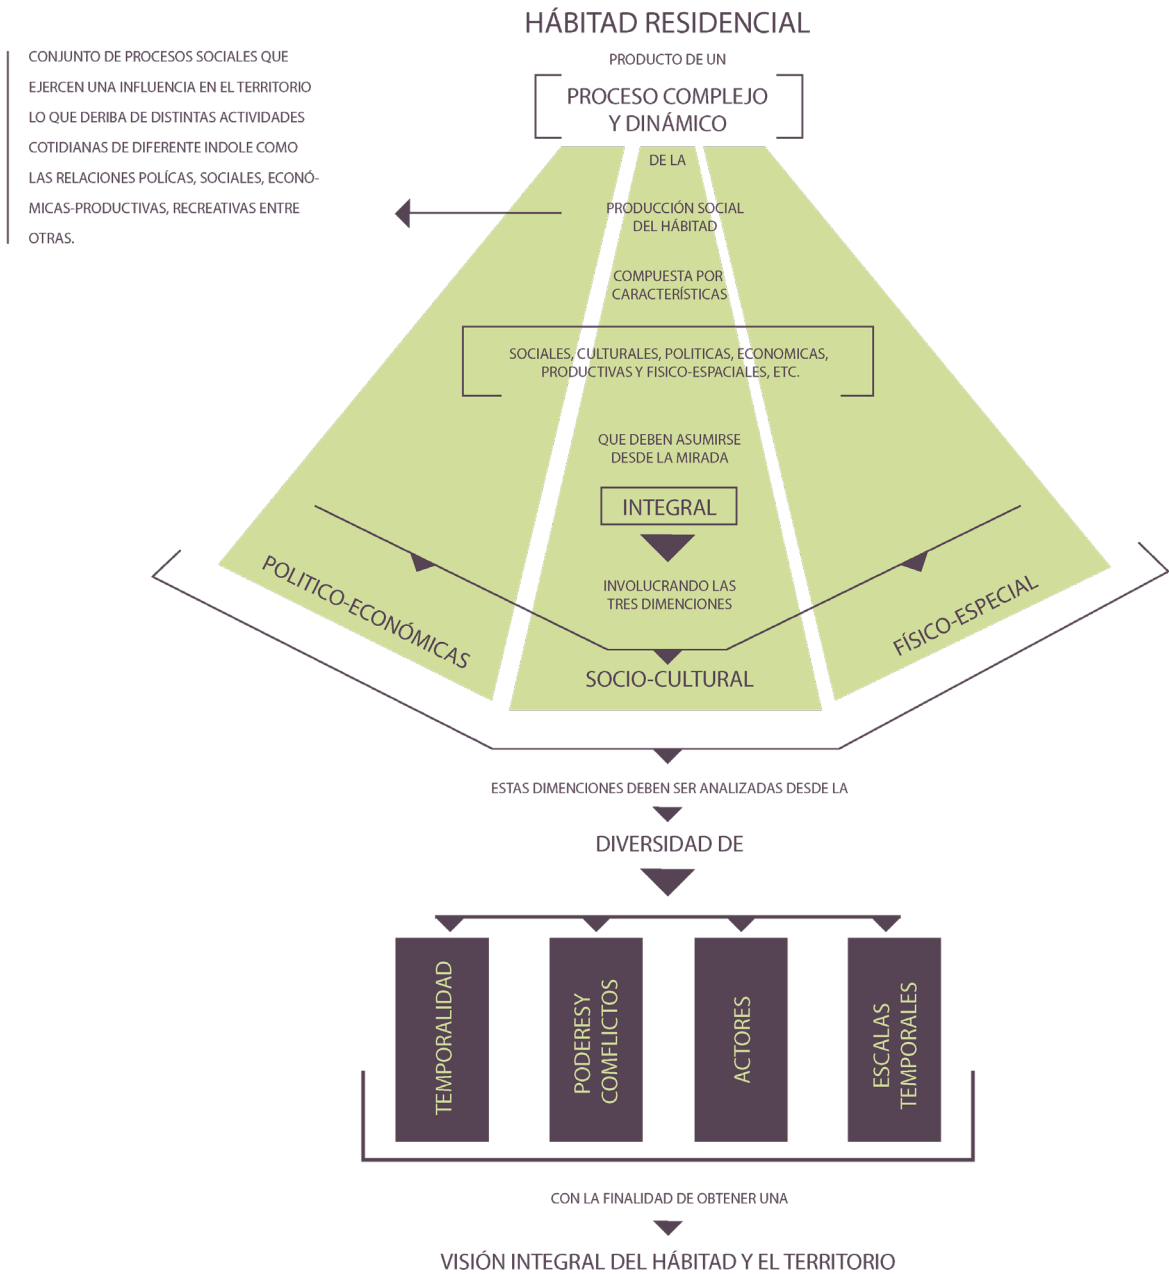 HÁBITAD RESIDENCIAL
PRODUCTO DE UN
PROCESO COMPLEJO
Y DINÁMICO
DE LA
PRODUCCIÓN SOCIAL
DEL HÁBITAD
CONJUNTO DE PROCESOS SOCIALES QUE
EJERCEN UNA INFLUENCIA EN EL TERRITORIO
LO QUE DERIBA DE DISTINTAS ACTIVIDADES
COTIDIANAS DE DIFERENTE INDOLE COMO
LAS RELACIONES POLÍCAS, SOCIALES, ECONÓ-
MICAS-PRODUCTIVAS, RECREATIVAS ENTRE
OTRAS.
COMPUESTA POR
CARACTERÍSTICAS
SOCIALES, CULTURALES, POLITICAS, ECONOMICAS,
PRODUCTIVAS Y FISICO-ESPACIALES, ETC.
QUE DEBEN ASUMIRSE
DESDE LA MIRADA
INTEGRAL
INVOLUCRANDO LAS
TRES DIMENCIONES
POLITICO-ECONÓMICAS
SOCIO-CULTURAL
FÍSICO-ESPECIAL
ESTAS DIMENCIONES DEBEN SER ANALIZADAS DESDE LA
DIVERSIDAD DE
TEMPORALIDAD
PODERESY
COMFLICTOS
ACTORES
ESCALAS
TEMPORALES
CON LA FINALIDAD DE OBTENER UNA
VISIÓN INTEGRAL DEL HÁBITAD Y EL TERRITORIO